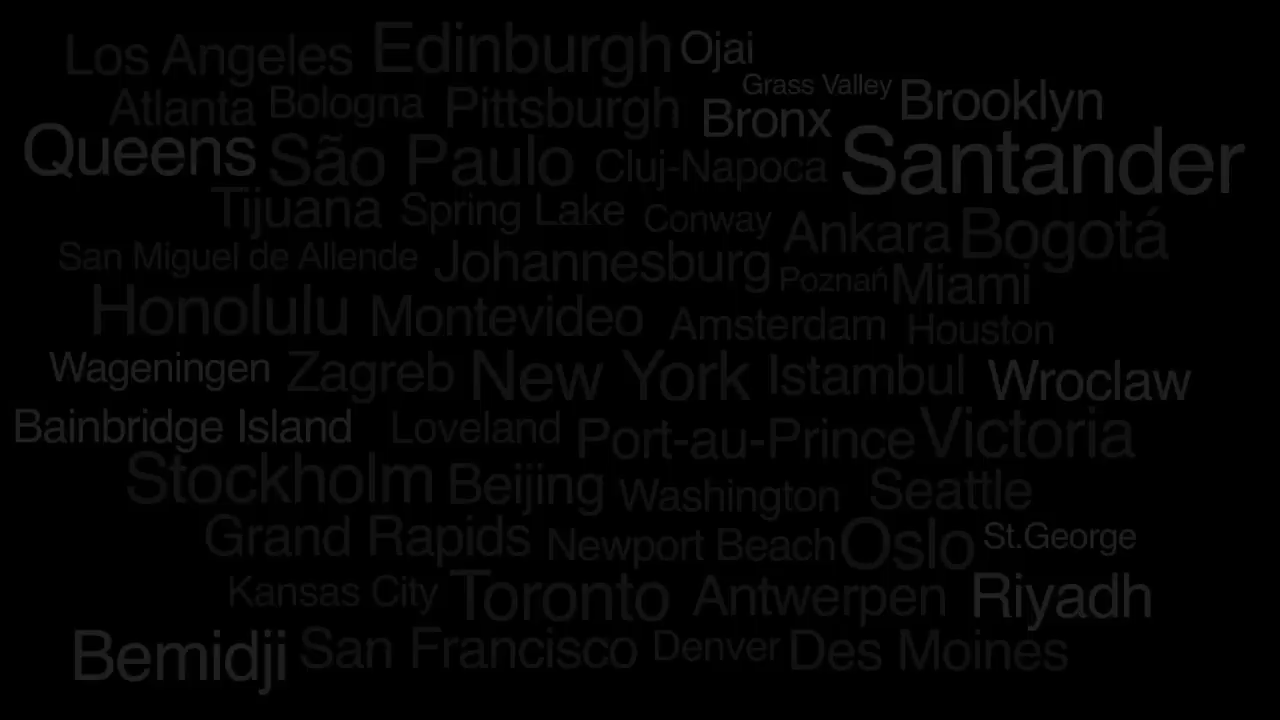 Los Angeles Edinburgh Ojai
Grass Valley
Atlanta Bologna Pittsburgh Bronx Brooklyn
Queens São Paulo Cluj-Napoca Santander
Tijuana Spring Lake Conway Ankara Bogotá
San Miguel de Allende Johannesburg Poznań Miami
Honolulu Montevideo Amsterdam Houston
Wageningen Zagreb New York Istambul Wroclaw
Bainbridge Island Loveland Port-au-Prince Victoria
Stockholm Beijing Washington Seattle
Grand Rapids Newport Beach Oslo St.George
Kansas City Toronto Antwerpen Riyadh
Bemidji San Francisco Denver Des Moines